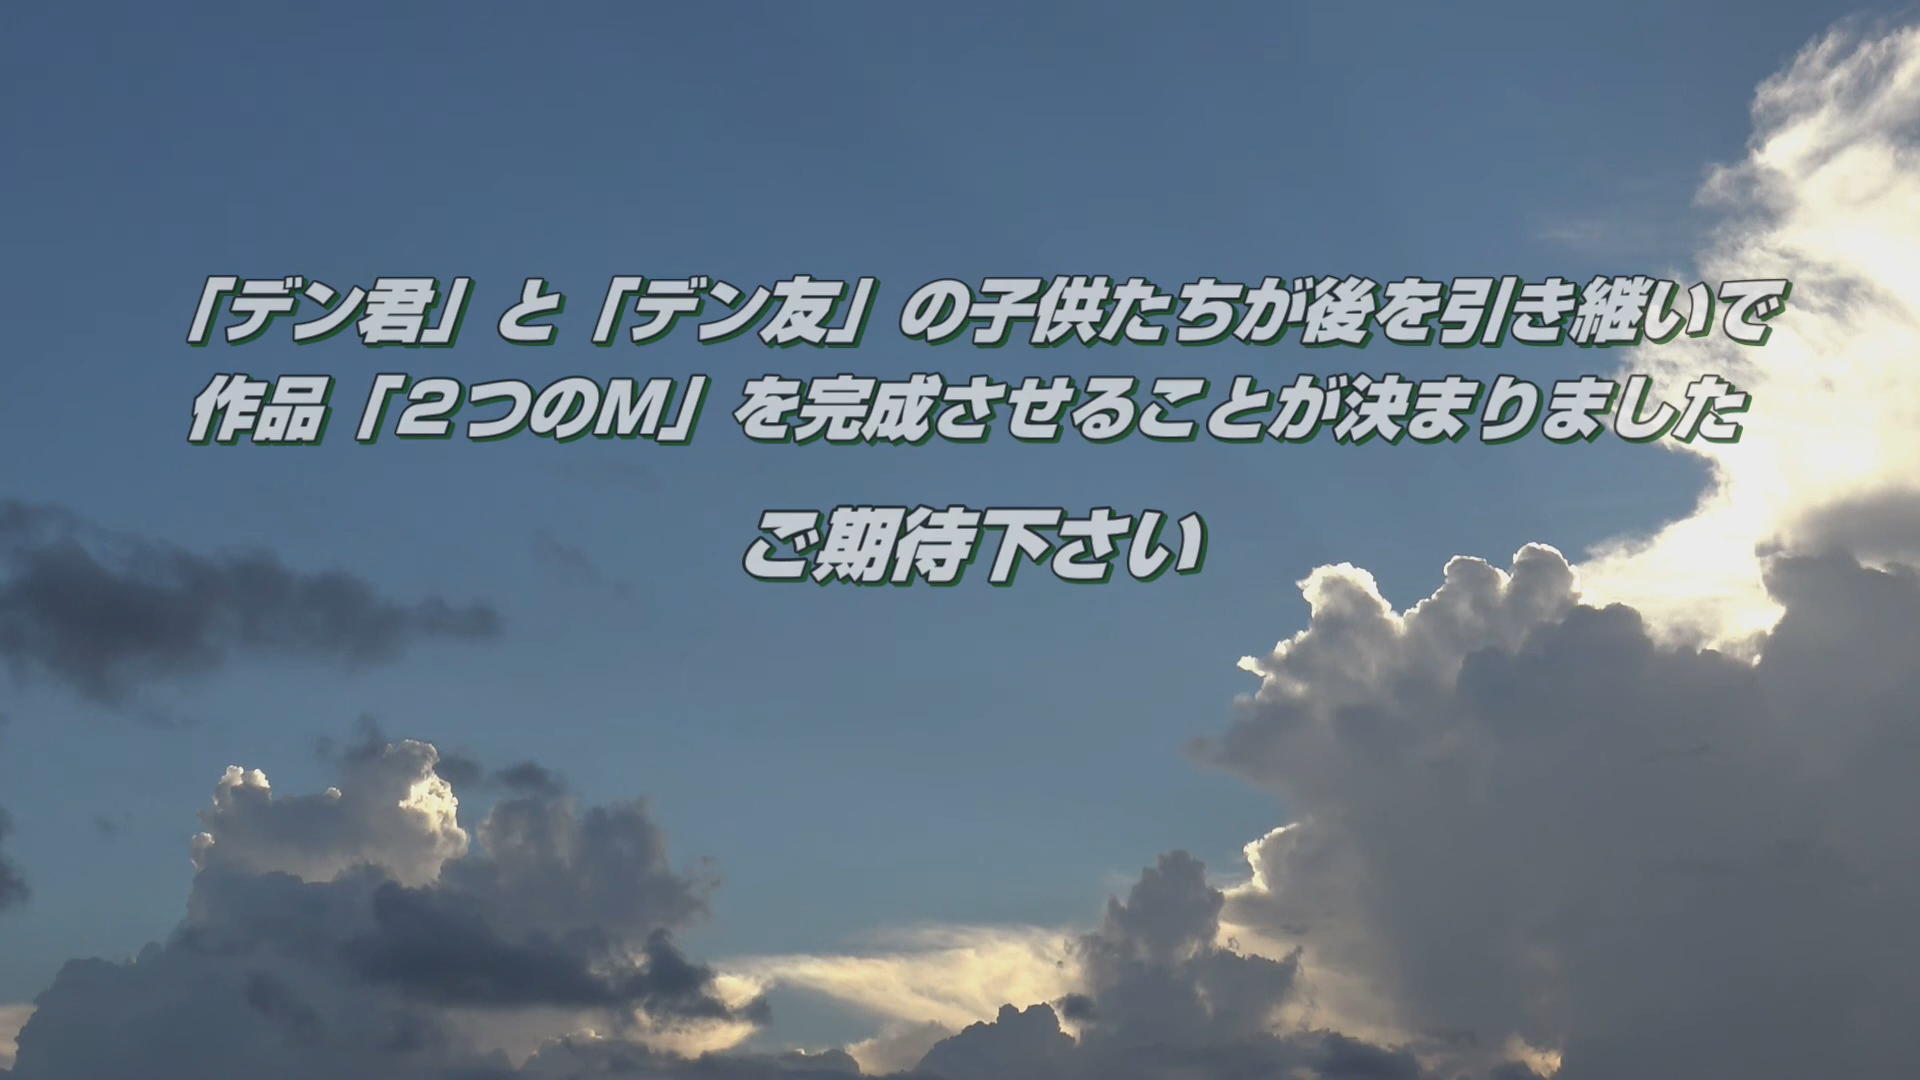 「デン君」と「デン友」の子供たちが後を引き継いで
作品「２つのM」を完成させることが決まりました
ご期待下さい